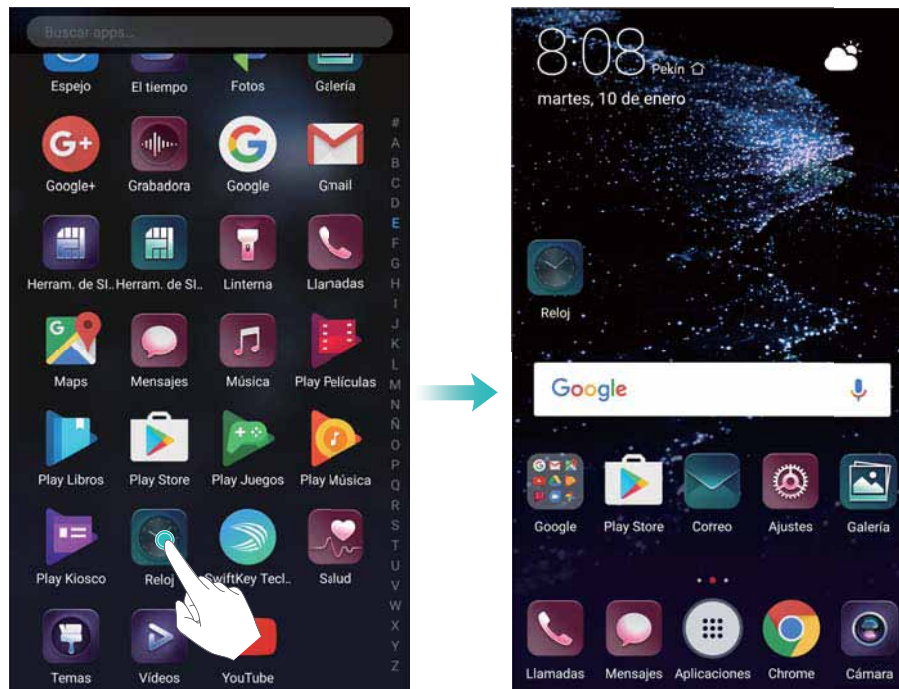 Buscar apps...
Espejo
El tiempo
Fotos
Galería
G+
Google+
Grabadora
G
Google
Gmail
Herram. de SI..
Herram. de SI..
Linterna
Llamadas
G
Maps
Mensajes
Música
Play Películas
Play Libros
Play Store
Play Juegos
Play Música
Play Kiosco
Reloj
SwiftKey Tecl..
Salud
Temas
Vídeos
YouTube
#
A
B
C
D
E
F
G
H
I
J
K
L
M
N
Ñ
O
P
Q
R
S
T
U
V
W
X
Y
Z
8:08 Pekín
martes, 10 de enero
Reloj
Google
Google
Play Store
Correo
Ajustes
Galería
Llamadas
Mensajes
Aplicaciones
Chrome
Cámara